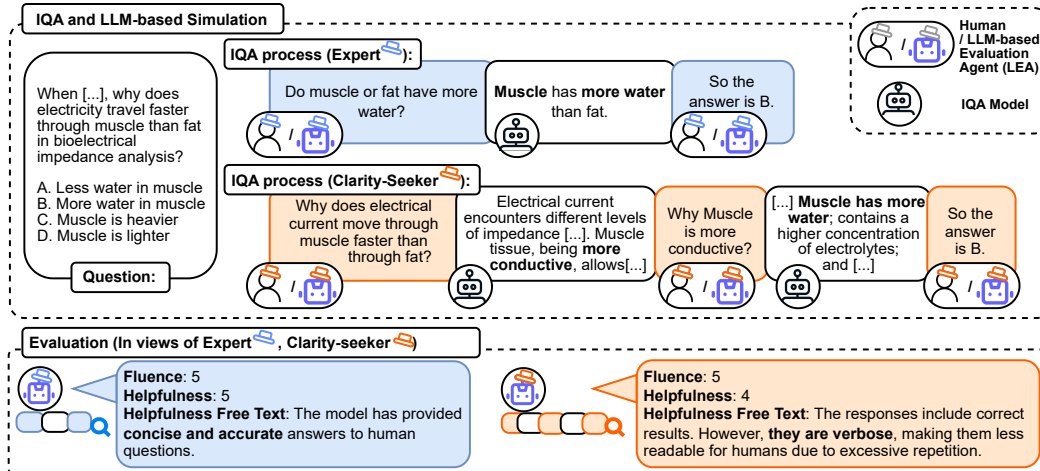 IQA and LLM-based Simulation
When [...], why does
electricity travel faster
through muscle than fat
in bioelectrical
impedance analysis?
A. Less water in muscle
B. More water in muscle
C. Muscle is heavier
D. Muscle is lighter
Question:
IQA process (Expert ):
Do muscle or fat have more
water?
/
Muscle has more water
than fat.
So the
answer is B.
/
IQA process (Clarity-Seeker ):
Why does electrical
current move through
muscle faster than
through fat?
/
Electrical current
encounters different levels
of impedance [...]. Muscle
tissue, being more
conductive, allows[...]
Why Muscle
is more
conductive?
/
[...] Muscle has more
water; contains a
higher concentration
of electrolytes;
and [...]
So the
answer
is B.
/
/
Human
/ LLM-based
Evaluation
Agent (LEA)
IQA Model
Evaluation (In views of Expert , Clarity-seeker )
Fluence: 5
Helpfulness: 5
Helpfulness Free Text: The model has provided
concise and accurate answers to human
questions.
Fluence: 5
Helpfulness: 4
Helpfulness Free Text: The responses include correct
results. However, they are verbose, making them less
readable for humans due to excessive repetition.